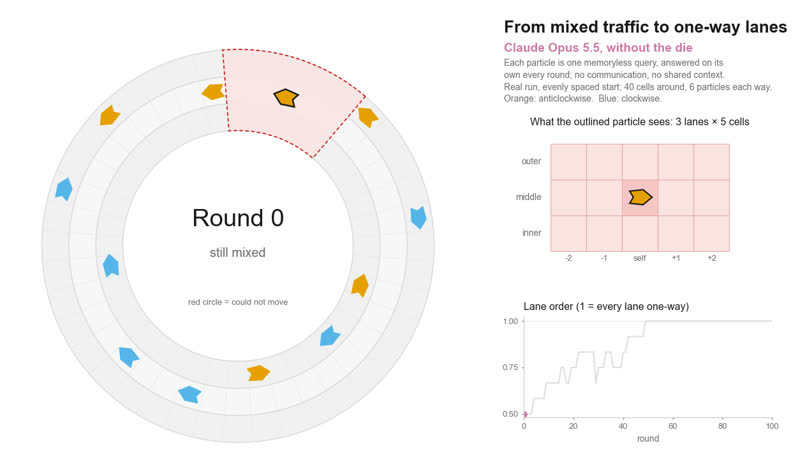 From mixed traffic to one-way lanes
Claude Opus 5.5, without the die
Each particle is one memoryless query, answered on its
own every round; no communication, no shared context.
Real run, evenly spaced start; 40 cells around, 6 particles each way.
Orange: anticlockwise.  Blue: clockwise.
What the outlined particle sees: 3 lanes × 5 cells
outer
middle
inner
-2 -1 self +1 +2
Round 0
still mixed
red circle = could not move
Lane order (1 = every lane one-way)
1.00
0.75
0.50
0 20 40 60 80 100
round